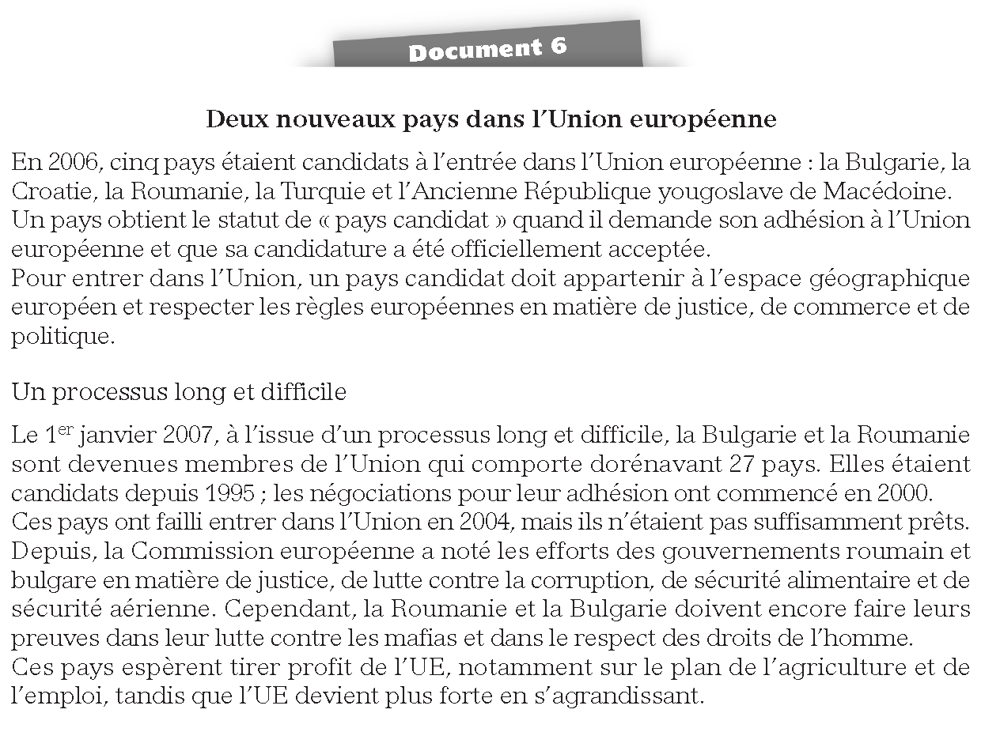 Document 6
Deux nouveaux pays dans l’Union européenne
En 2006, cinq pays étaient candidats à l’entrée dans l’Union européenne : la Bulgarie, la
Croatie, la Roumanie, la Turquie et l’Ancienne République yougoslave de Macédoine.
Un pays obtient le statut de « pays candidat » quand il demande son adhésion à l’Union
européenne et que sa candidature a été officiellement acceptée.
Pour entrer dans l’Union, un pays candidat doit appartenir à l’espace géographique
européen et respecter les règles européennes en matière de justice, de commerce et de
politique.
Un processus long et difficile
Le 1er janvier 2007, à l’issue d’un processus long et difficile, la Bulgarie et la Roumanie
sont devenues membres de l’Union qui comporte dorénavant 27 pays. Elles étaient
candidats depuis 1995 ; les négociations pour leur adhésion ont commencé en 2000.
Ces pays ont failli entrer dans l’Union en 2004, mais ils n’étaient pas suffisamment prêts.
Depuis, la Commission européenne a noté les efforts des gouvernements roumain et
bulgare en matière de justice, de lutte contre la corruption, de sécurité alimentaire et de
sécurité aérienne. Cependant, la Roumanie et la Bulgarie doivent encore faire leurs
preuves dans leur lutte contre les mafias et dans le respect des droits de l’homme.
Ces pays espèrent tirer profit de l’UE, notamment sur le plan de l’agriculture et de
l’emploi, tandis que l’UE devient plus forte en s’agrandissant.